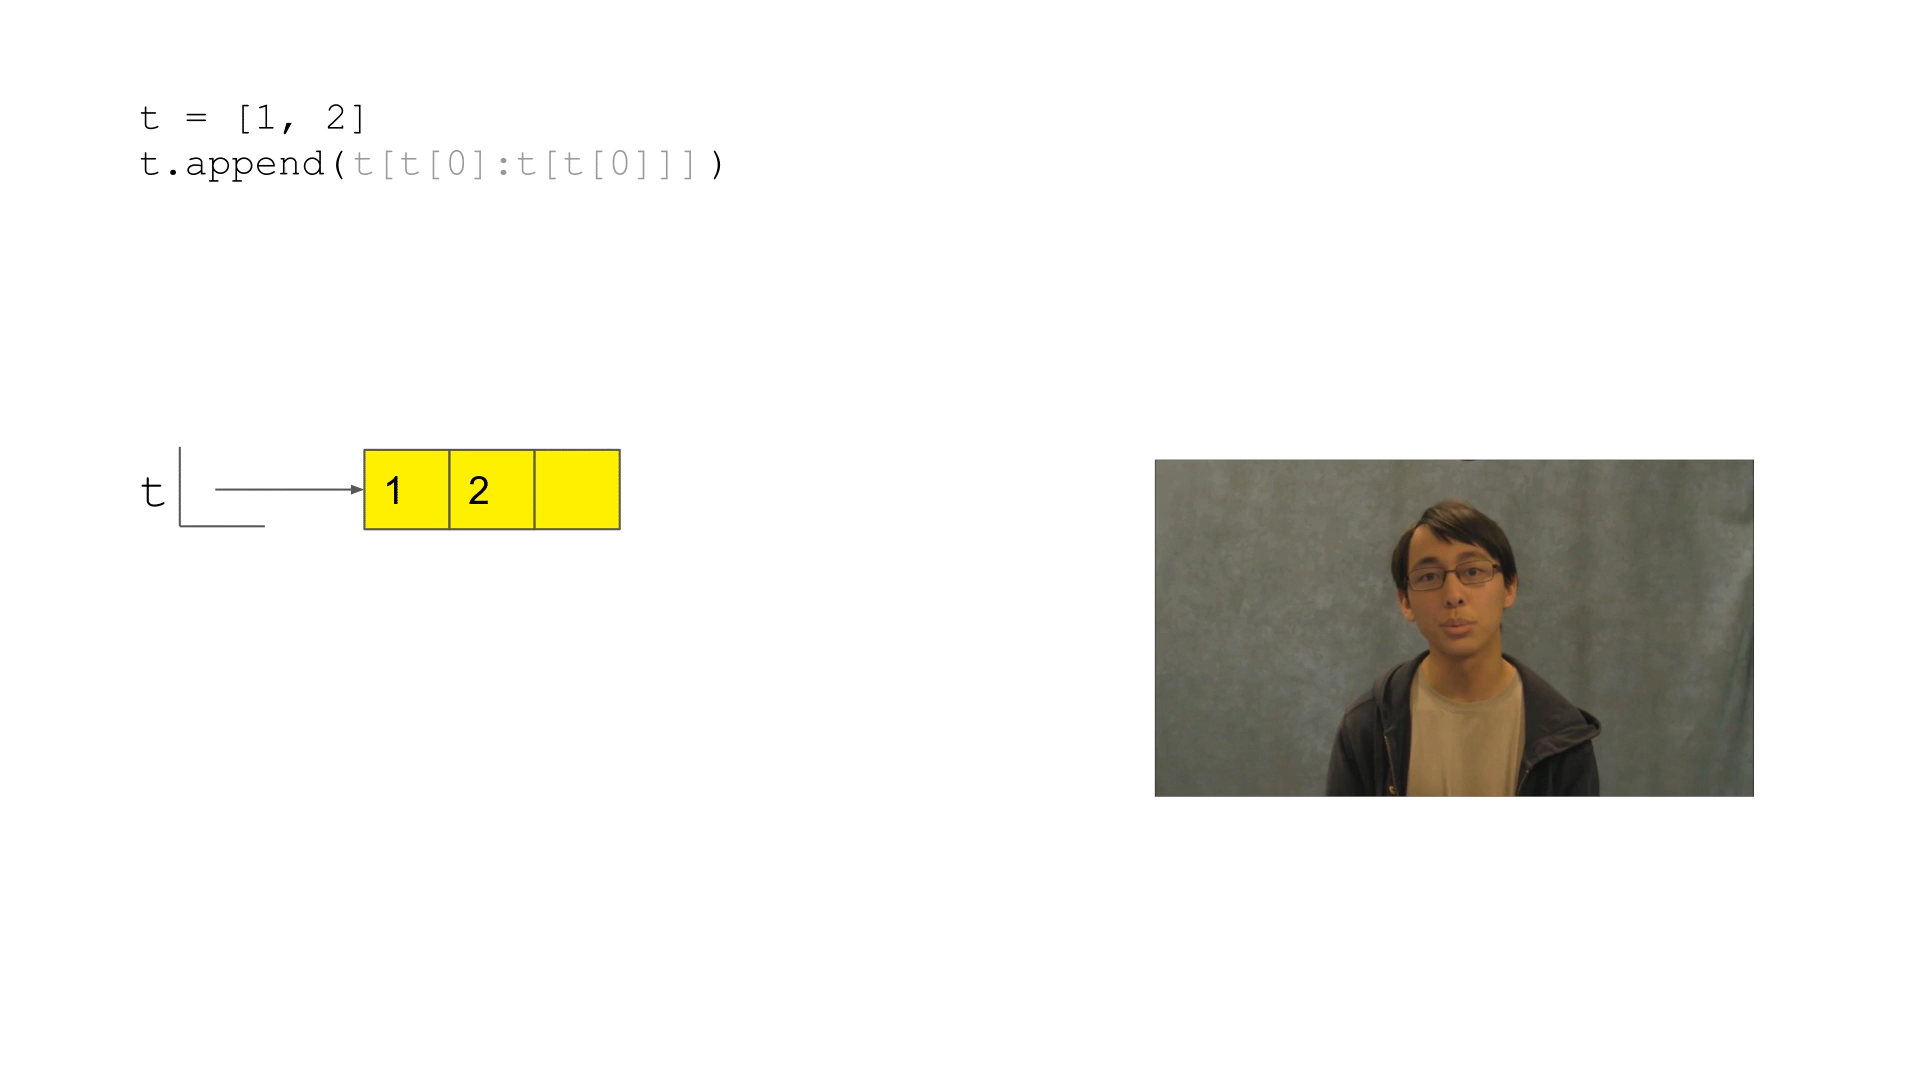 t = [1, 2]
t.append(t[t[0]:t[t[0]]])
t 1 2